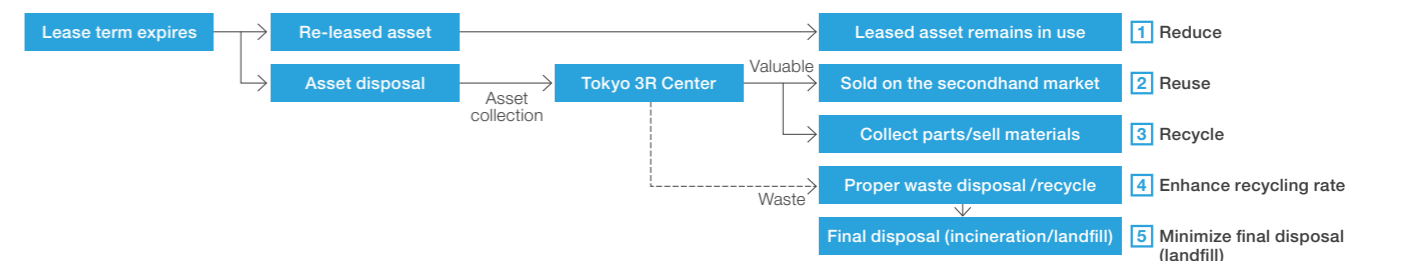 Lease term expires
Re-leased asset
Leased asset remains in use
1 Reduce
Asset disposal
Asset
collection
Tokyo 3R Center
Valuable
Sold on the secondhand market
2 Reuse
Collect parts/sell materials
3 Recycle
Waste
Proper waste disposal /recycle
4 Enhance recycling rate
Final disposal (incineration/landfill)
5 Minimize final disposal
(landfill)